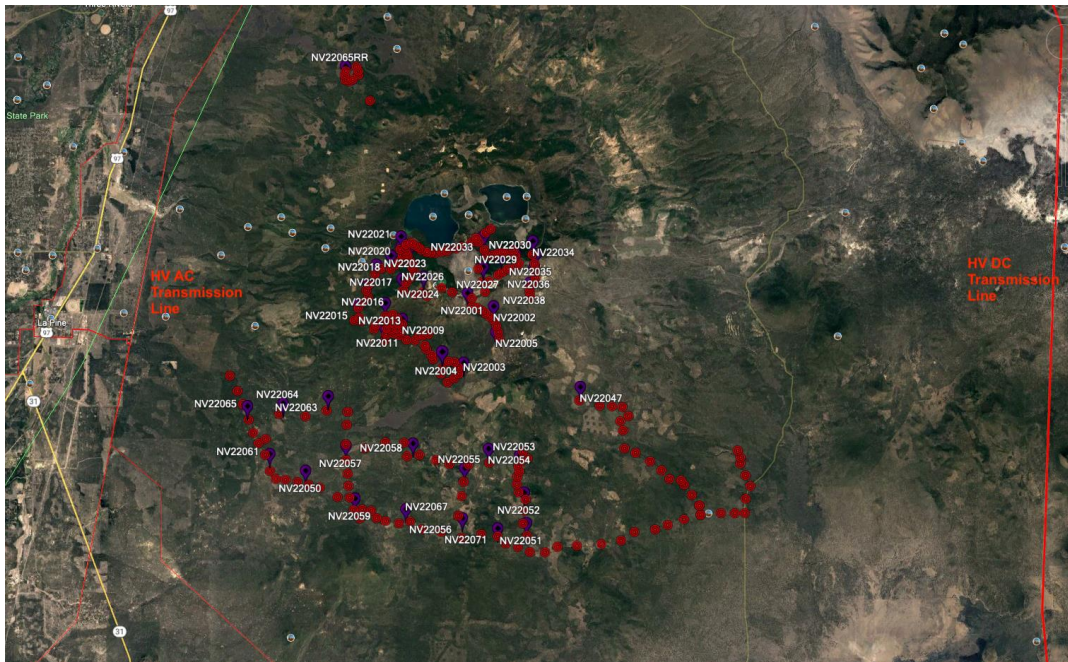 97
NV22065RR
State Park
97
NV22021
NV22033
NV22030
NV22034
NV22020
NV22023
NV22029
NV22018
NV22035
NV22026
NV22017
NV22027
NV22036
NV22024
HV AC
Transmission
Line
HV DC
Transmission
Line
NV22016
NV22001
NV22038
NV22015
NV22013
NV22002
NV22009
La Pine
97
NV22011
NV22005
NV22004
NV22003
NV22064
NV22047
31
NV22065
NV22063
NV22058
NV22053
NV22061
NV22057
NV22055
NV22054
NV22050
NV22067
NV22052
NV22059
NV22056
NV22071
NV22051
31